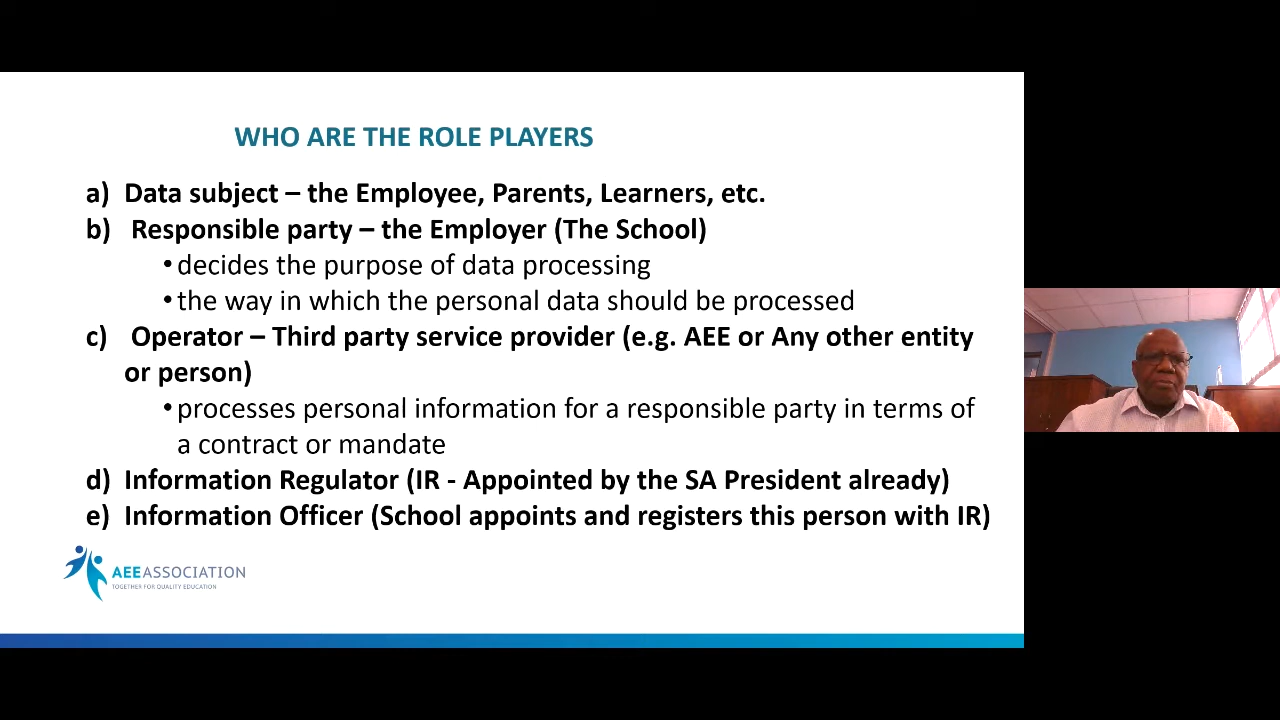 WHO ARE THE ROLE PLAYERS
a) Data subject – the Employee, Parents, Learners, etc.
b) Responsible party – the Employer (The School)
•decides the purpose of data processing
•the way in which the personal data should be processed
c) Operator – Third party service provider (e.g. AEE or Any other entity
or person)
•processes personal information for a responsible party in terms of
a contract or mandate
d) Information Regulator (IR - Appointed by the SA President already)
e) Information Officer (School appoints and registers this person with IR)
AEEASSOCIATION
TOGETHER FOR QUALITY EDUCATION